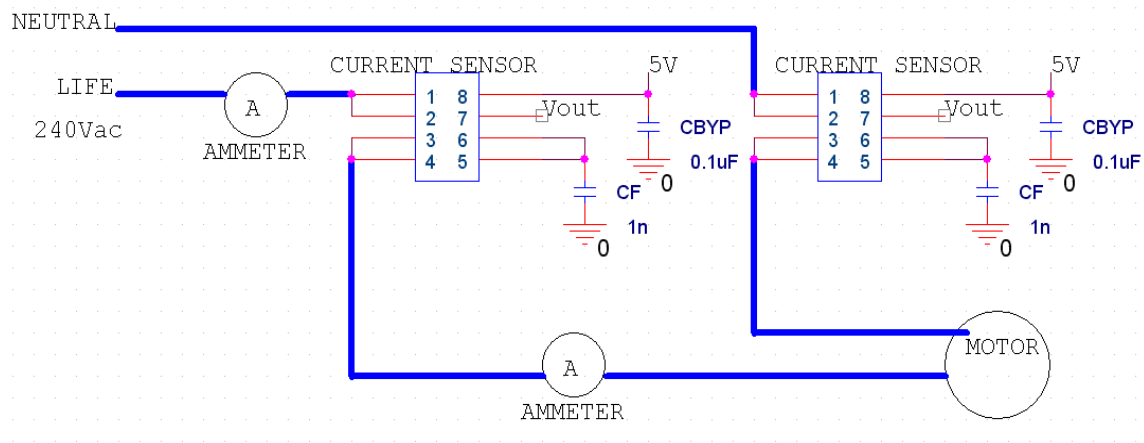 NEUTRAL
LIFE
240Vac
A
AMMETER
CURRENT SENSOR
1 8
2 7
3 6
4 5
Vout
5V
CBYP
0.1uF
0
CF
1n
0
CURRENT SENSOR
1 8
2 7
3 6
4 5
Vout
5V
CBYP
0.1uF
0
CF
1n
0
A
AMMETER
MOTOR